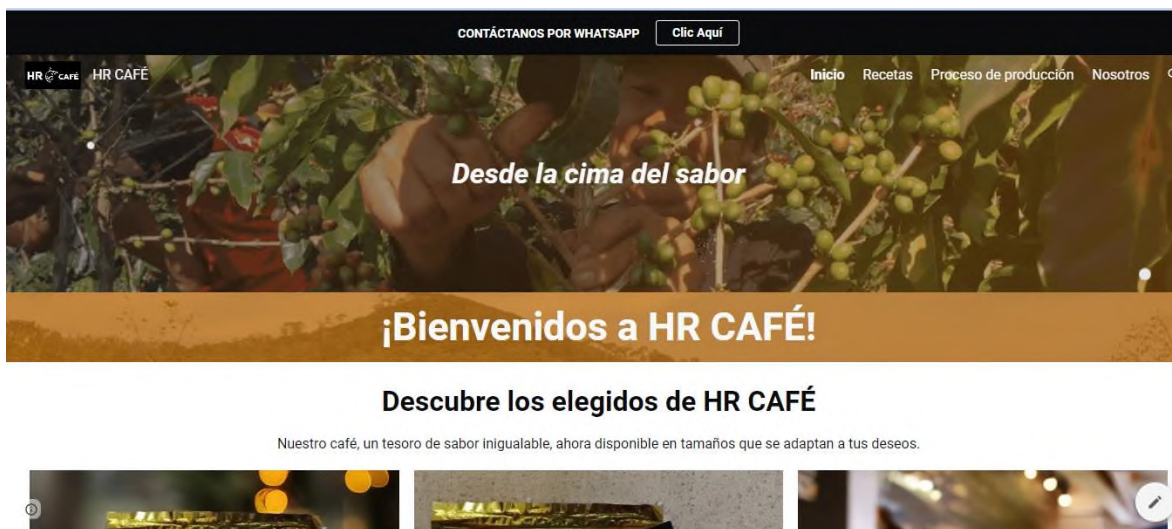 CONTÁCTANOS POR WHATSAPP Clic Aquí
HR CAFÉ HR CAFÉ Inicio Recetas Proceso de producción Nosotros
Desde la cima del sabor
¡Bienvenidos a HR CAFÉ!
Descubre los elegidos de HR CAFÉ
Nuestro café, un tesoro de sabor inigualable, ahora disponible en tamaños que se adaptan a tus deseos.